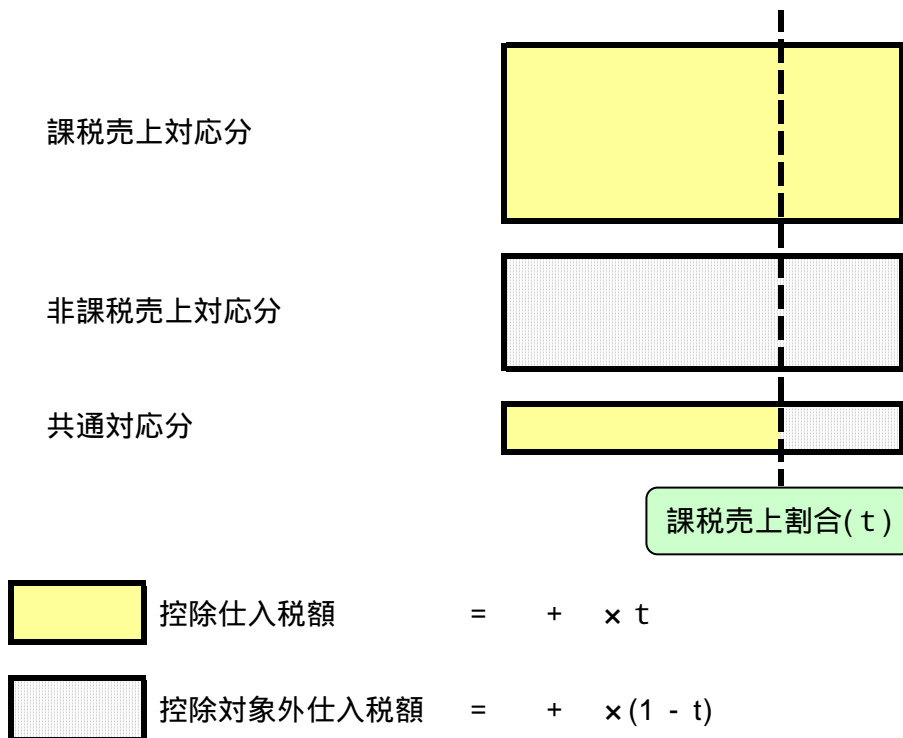 課税売上対応分
非課税売上対応分
共通対応分
課税売上割合( t )
控除仕入税額 = + × t
控除対象外仕入税額 = + ×(1 - t)